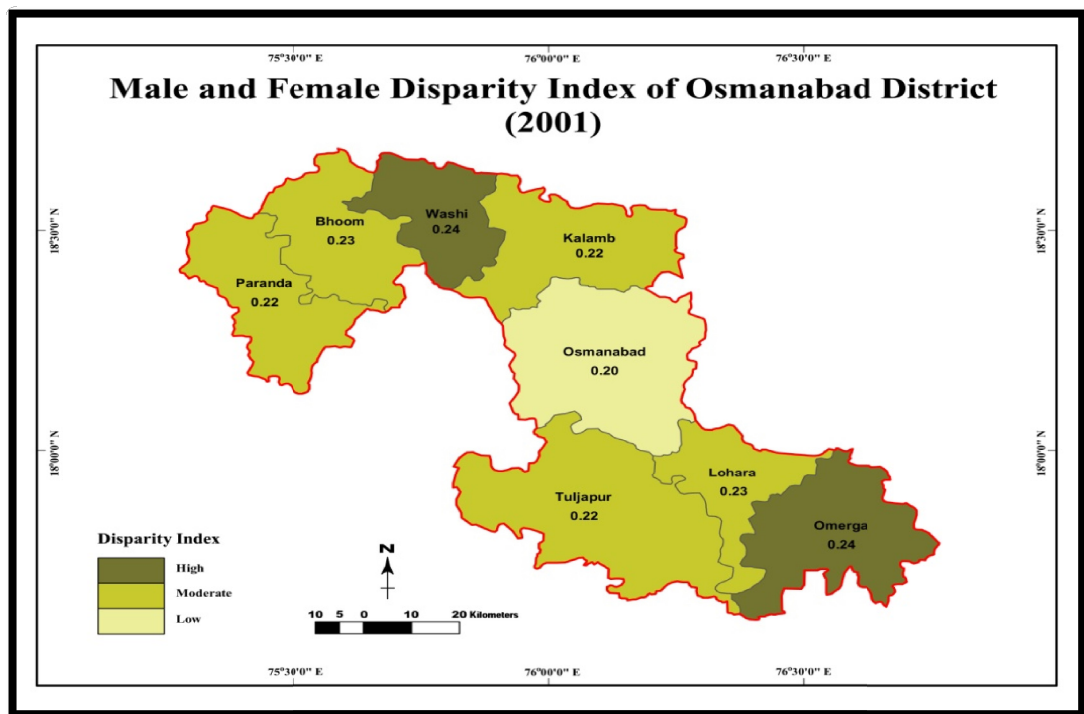 75°30'0" E
76°00'0" E
76°30'0" E
Male and Female Disparity Index of Osmanabad District
(2001)
18°30'0" N
18°30'0" N
Washi
0.24
Bhoom
0.23
Kalamb
0.22
Paranda
0.22
Osmanabad
0.20
18°0'0" N
18°0'0" N
Lohara
0.23
Tuljapur
0.22
Omerga
0.24
Disparity Index
High
Moderate
Low
N
10 5 0 10 20 Kilometers
75°30'0" E
76°00'0" E
76°30'0" E